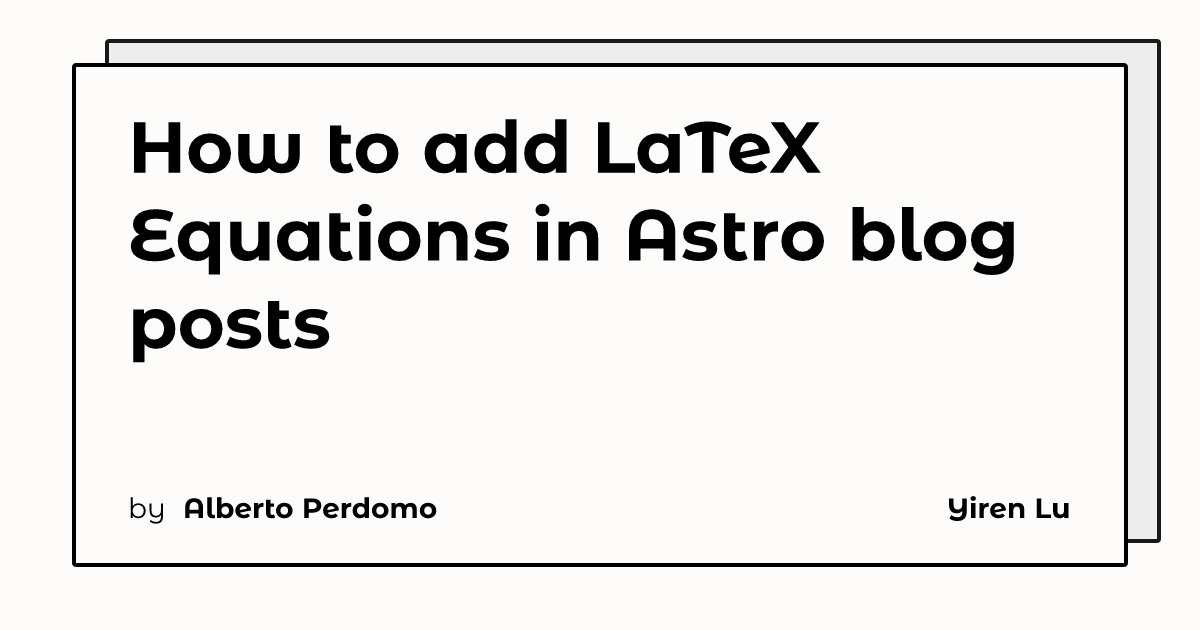 How to add LaTeX
Equations in Astro blog
posts
by Alberto Perdomo
Yiren Lu